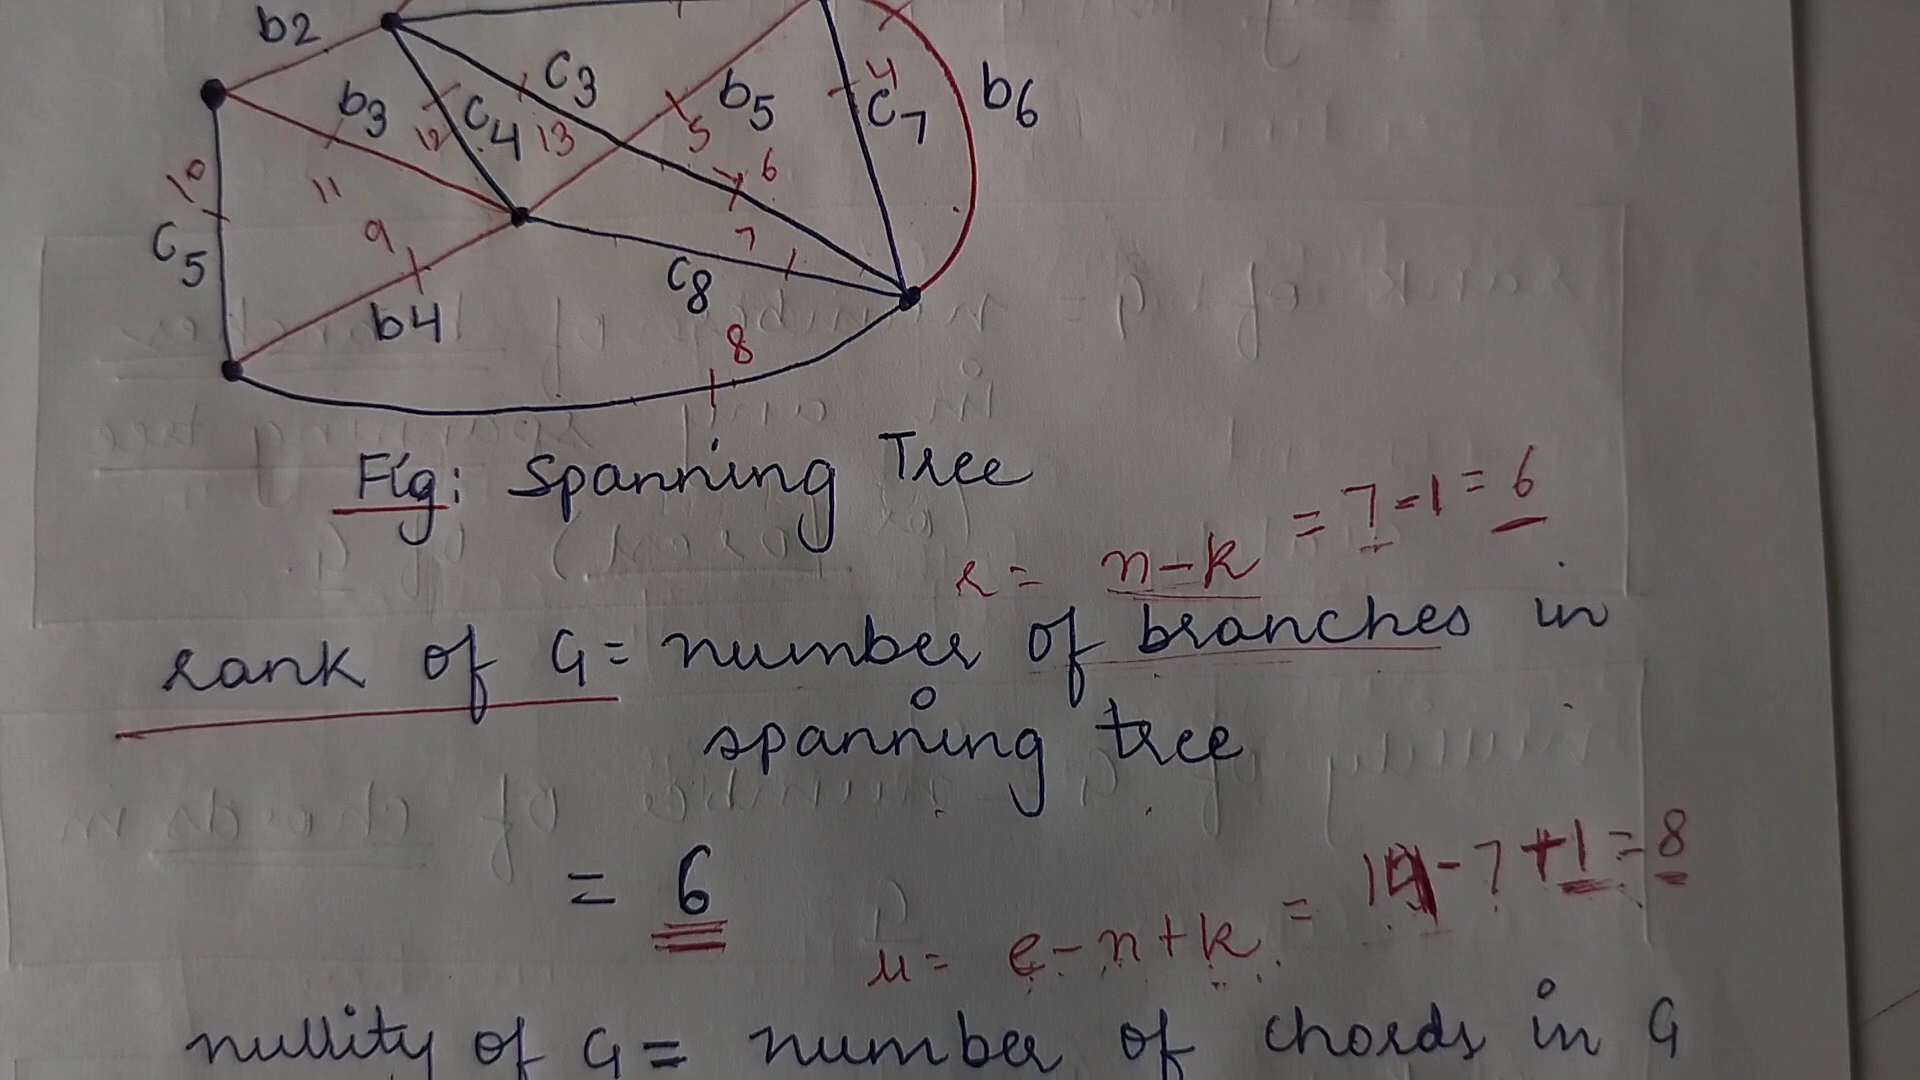 b2
b3 C4 C3 b5 C7 b6
4
12 13 5 6
10 11
C5 9 7
b4 C8
8
Fig: Spanning Tree
r = n-k = 7-1 = 6
rank of G = number of branches in
spanning tree
= 6
μ = e-n+k = 14-7+1 = 8
nullity of G = number of chords in G